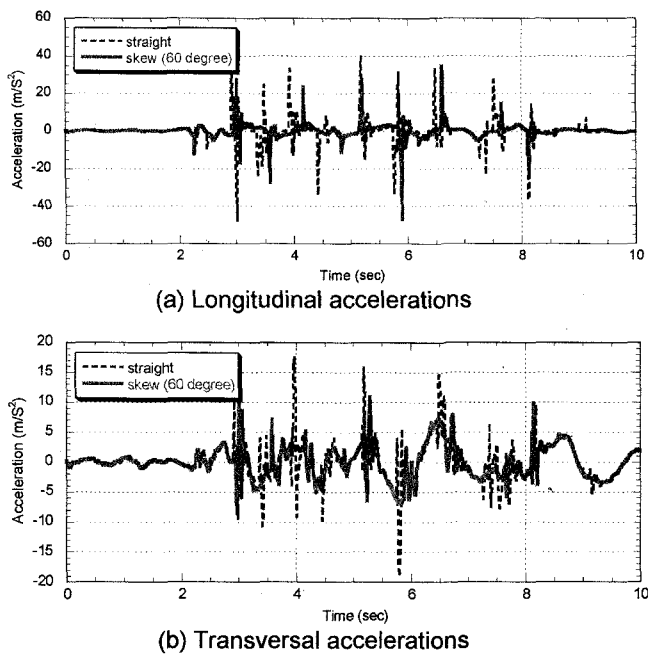 60
40
20
0
-20
-40
-60
Acceleration (m/S²)
straight
skew (60 degree)
0 2 4 6 8 10
Time (sec)
(a) Longitudinal accelerations
20
15
10
5
0
-5
-10
-15
-20
Acceleration (m/S²)
straight
skew (60 degree)
0 2 4 6 8 10
Time (sec)
(b) Transversal accelerations